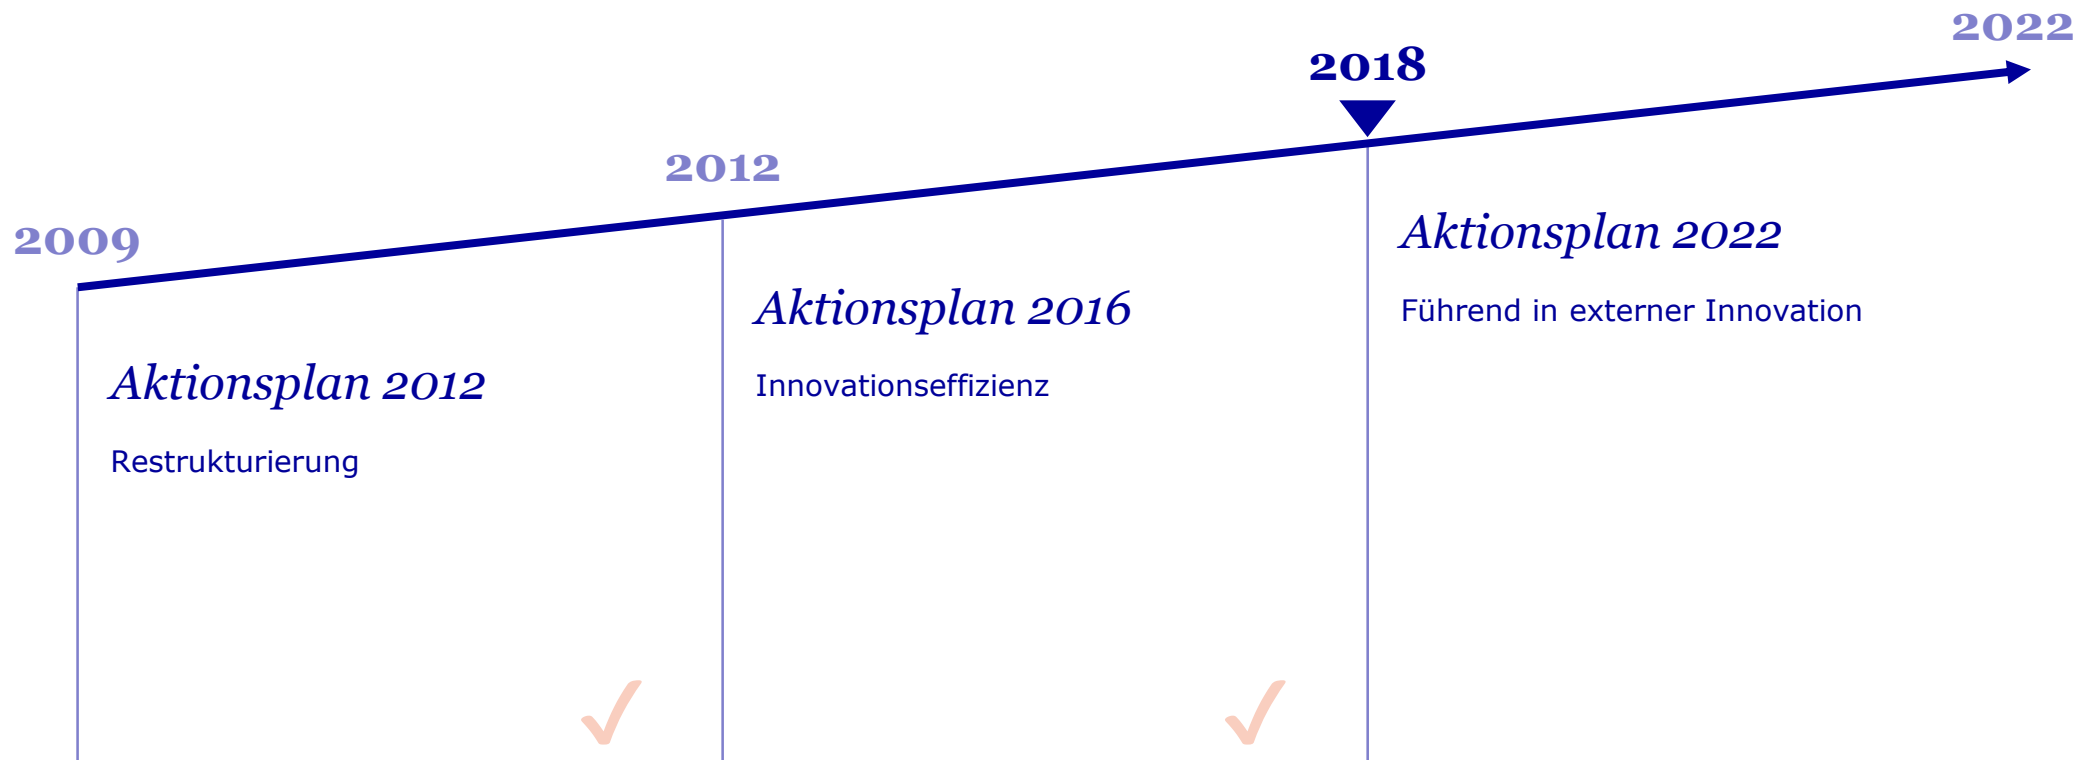 2022
2018
2012
2009
Aktionsplan 2012
Restrukturierung
Aktionsplan 2016
Innovationseffizienz
Aktionsplan 2022
Führend in externer Innovation